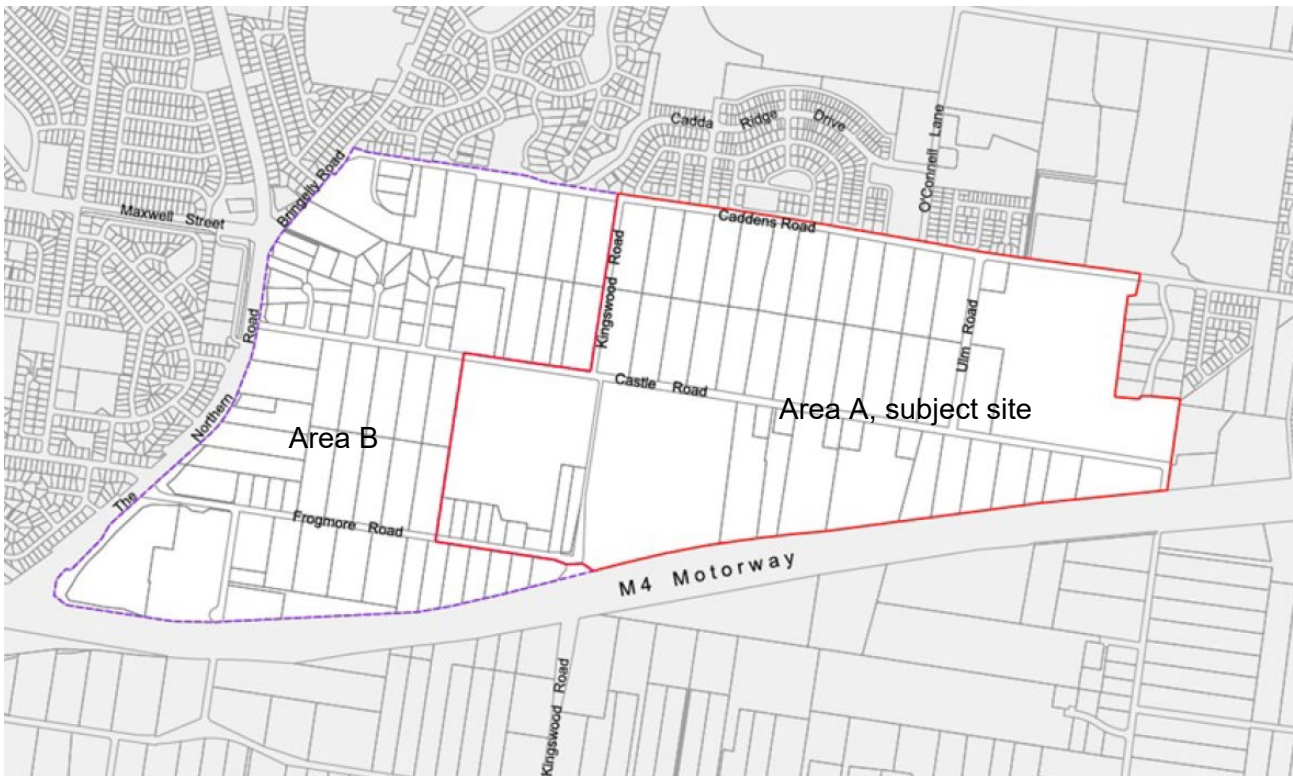 Cadda Ridge Drive
O'Connell Lane
Bringelly Road
Maxwell Street
Caddens Road
Kingswood Road
Ulm Road
The Northern Road
Castle Road
Area A, subject site
Area B
Frogmore Road
M4 Motorway
Kingswood Road